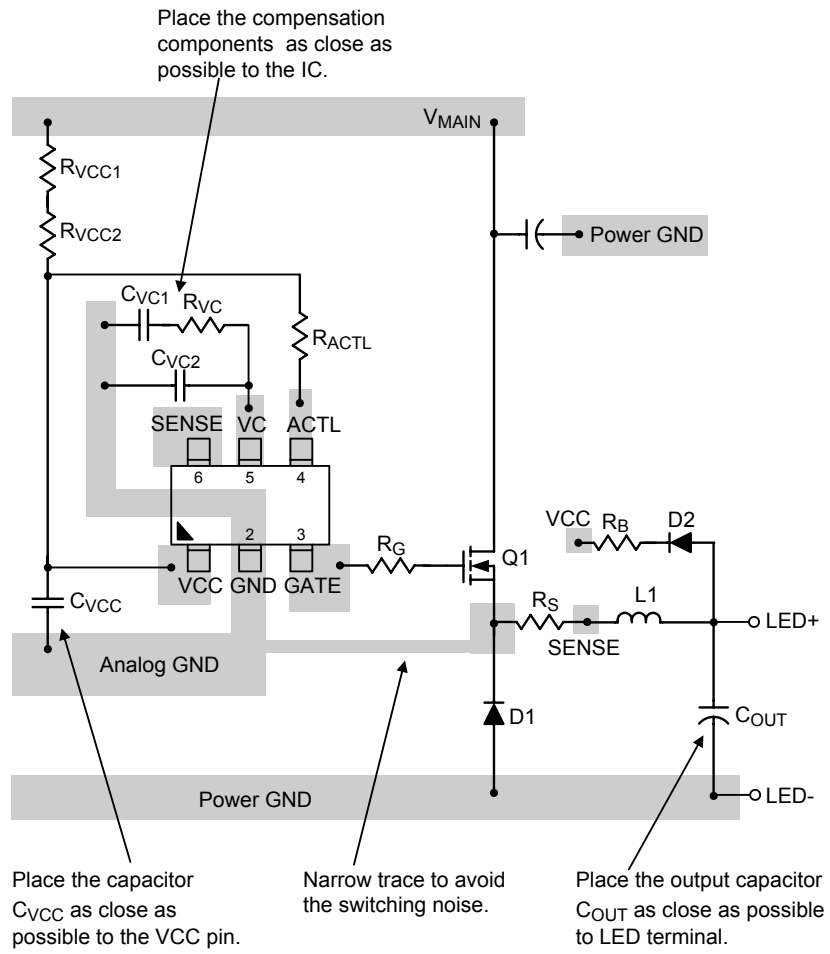 Place the compensation
components as close as
possible to the IC.
VMAIN
RVCC1
RVCC2
Power GND
CVC1
RVC
RACTL
CVC2
SENSE VC ACTL
6 5 4
2 3
VCC GND GATE
RG
Q1
VCC RB D2
CVCC
RS
SENSE
L1
LED+
Analog GND
D1
COUT
Power GND
LED-
Place the capacitor
CVCC as close as
possible to the VCC pin.
Narrow trace to avoid
the switching noise.
Place the output capacitor
COUT as close as possible
to LED terminal.